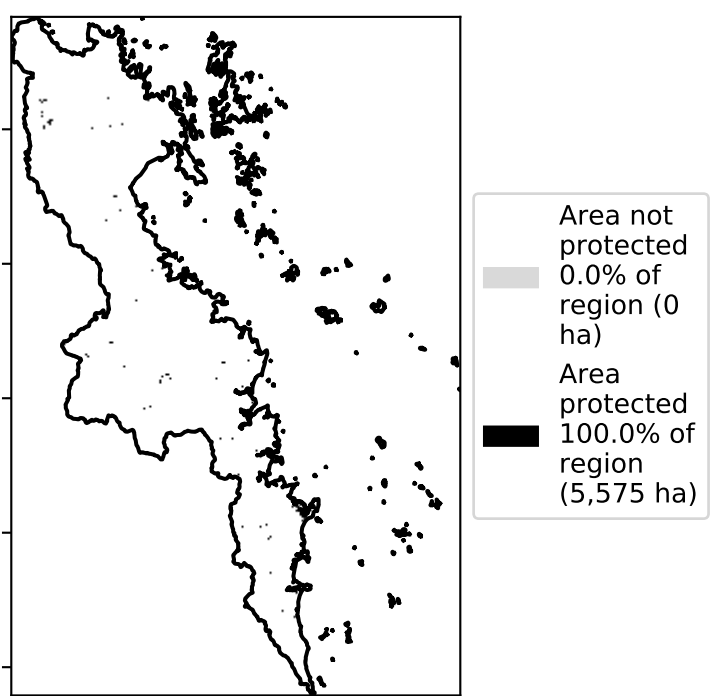 Area not
protected
0.0% of
region (0
ha)
Area
protected
100.0% of
region
(5,575 ha)